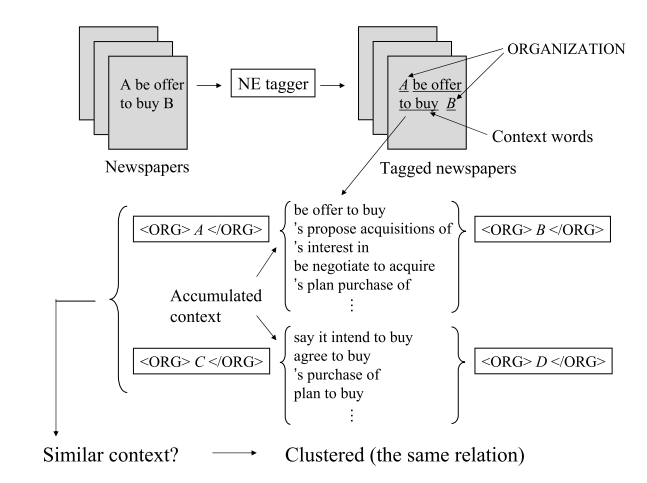 ORGANIZATION
A be offer
to buy B
NE tagger
A be offer
to buy B
Context words
Newspapers
Tagged newspapers
<ORG> A </ORG>
be offer to buy
's propose acquisitions of
's interest in
be negotiate to acquire
's plan purchase of
⋮
<ORG> B </ORG>
Accumulated
context
<ORG> C </ORG>
say it intend to buy
agree to buy
's purchase of
plan to buy
⋮
<ORG> D </ORG>
Similar context?
Clustered (the same relation)